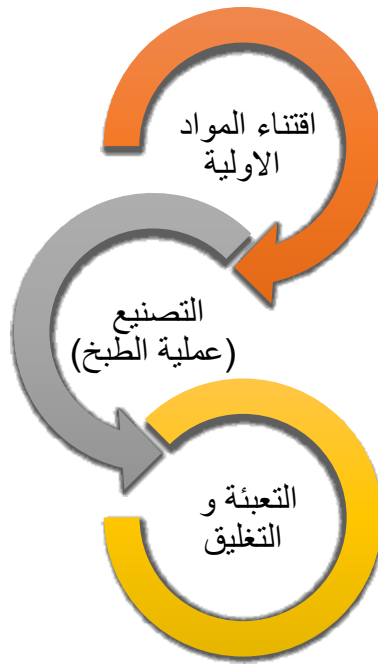 اقتناء المواد
الاولية
التصنيع
(عملية الطبخ)
التعبئة و
التغليق